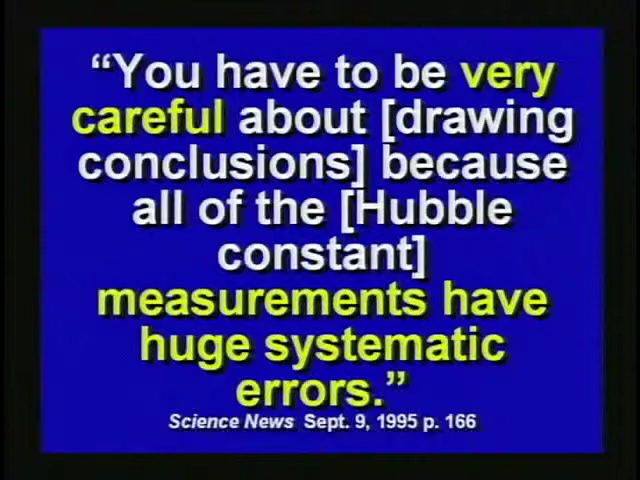 “You have to be very
careful about [drawing
conclusions] because
all of the [Hubble
constant]
measurements have
huge systematic
errors.”
Science News Sept. 9, 1995 p. 166